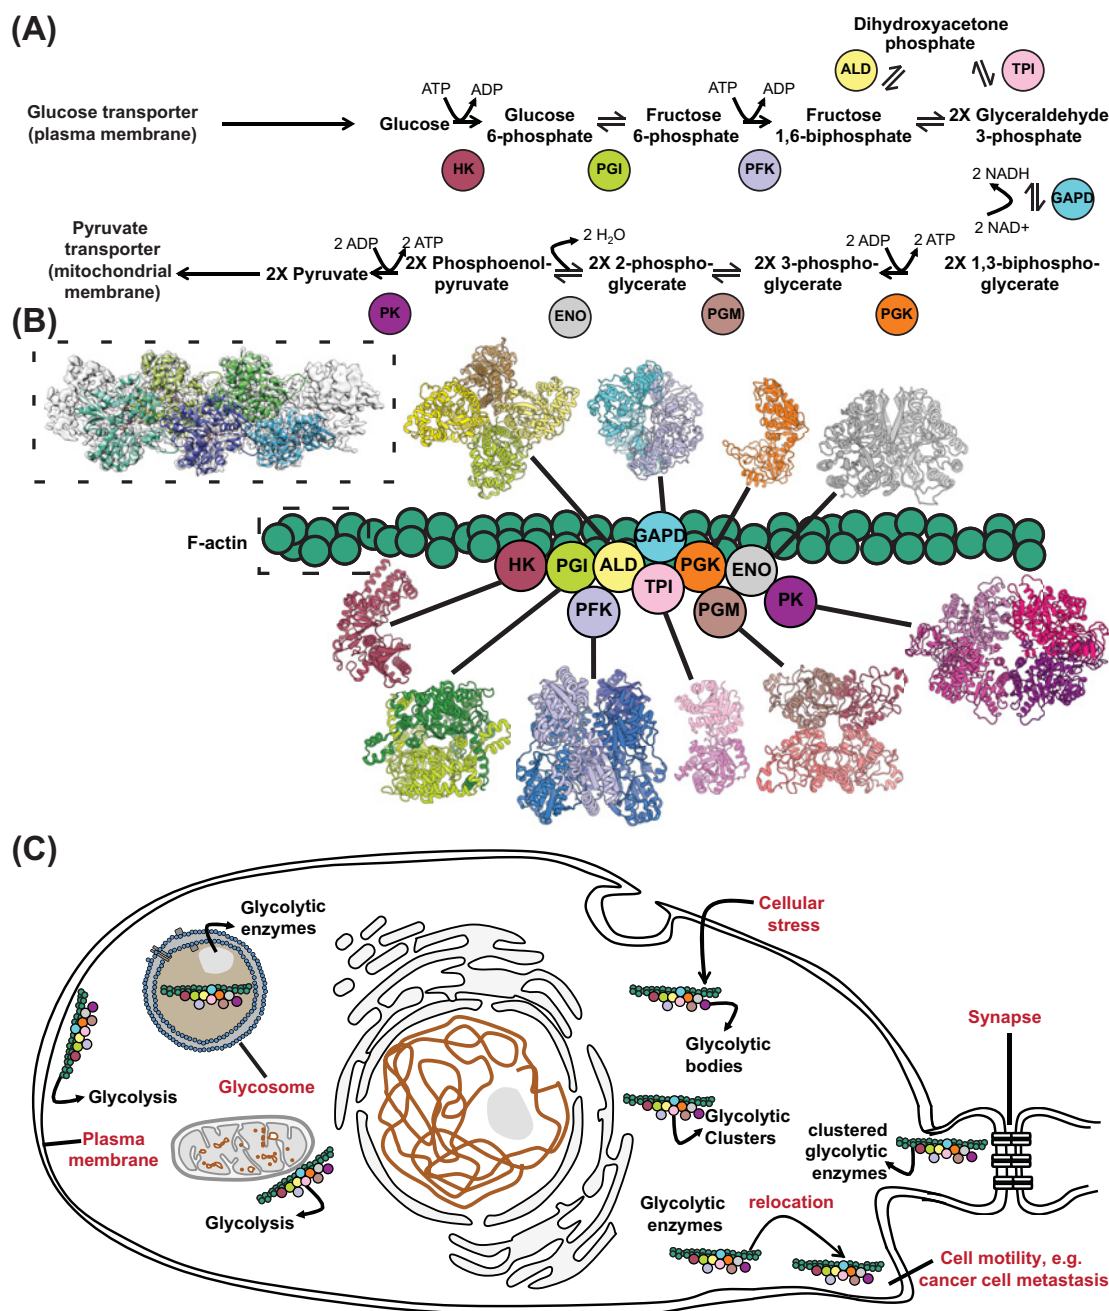 (A)
Dihydroxyacetone
phosphate
ALD
TPI
ATP
ADP
ATP
ADP
Glucose transporter
(plasma membrane)
Glucose
Glucose
6-phosphate
Fructose
6-phosphate
Fructose
1,6-biphosphate
2X Glyceraldehyde
3-phosphate
HK
PGI
PFK
2 NADH
GAPD
2 NAD+
Pyruvate
transporter
(mitochondrial
membrane)
2X Pyruvate
2 ADP
2 ATP
2X Phosphoenol-
pyruvate
2 H₂O
2X 2-phospho-
glycerate
2X 3-phospho-
glycerate
2 ADP
2 ATP
2X 1,3-biphospho-
glycerate
PK
ENO
PGM
PGK
(B)
F-actin
GAPD
HK
PGI
ALD
PGK
ENO
TPI
PFK
PGM
PK
(C)
Glycolytic
enzymes
Cellular
stress
Glycolytic
bodies
Synapse
Glycosome
Glycolysis
Glycolytic
Clusters
clustered
glycolytic
enzymes
Plasma
membrane
Glycolysis
Glycolytic
enzymes
relocation
Cell motility, e.g.
cancer cell metastasis